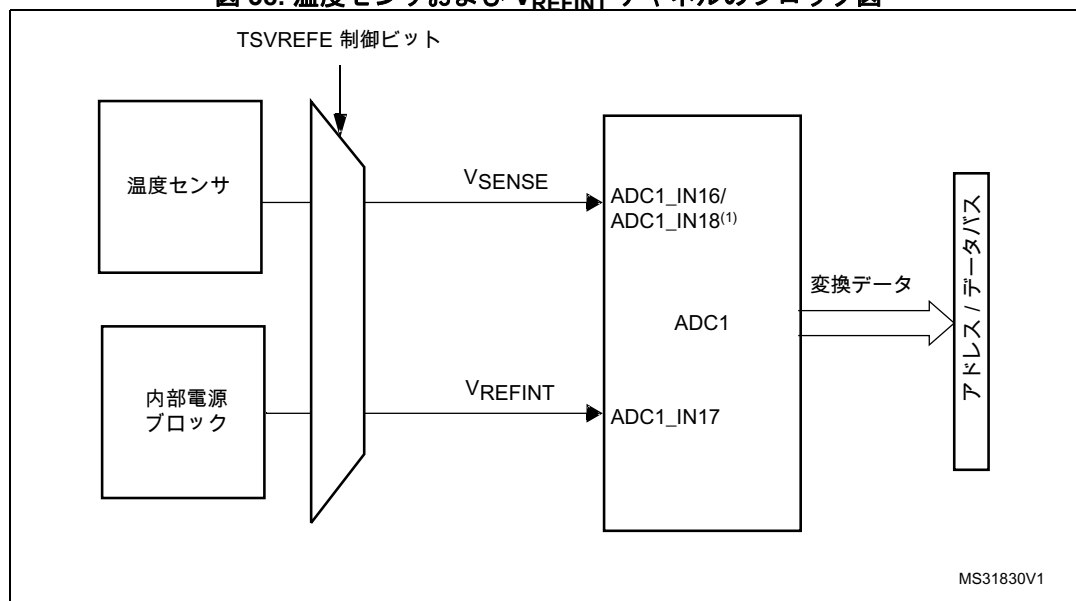 TSVREFE 制御ビット
温度センサ
VSENSE
ADC1_IN16/
ADC1_IN18(1)
変換データ
アドレス / データバス
ADC1
内部電源
ブロック
VREFINT
ADC1_IN17
MS31830V1